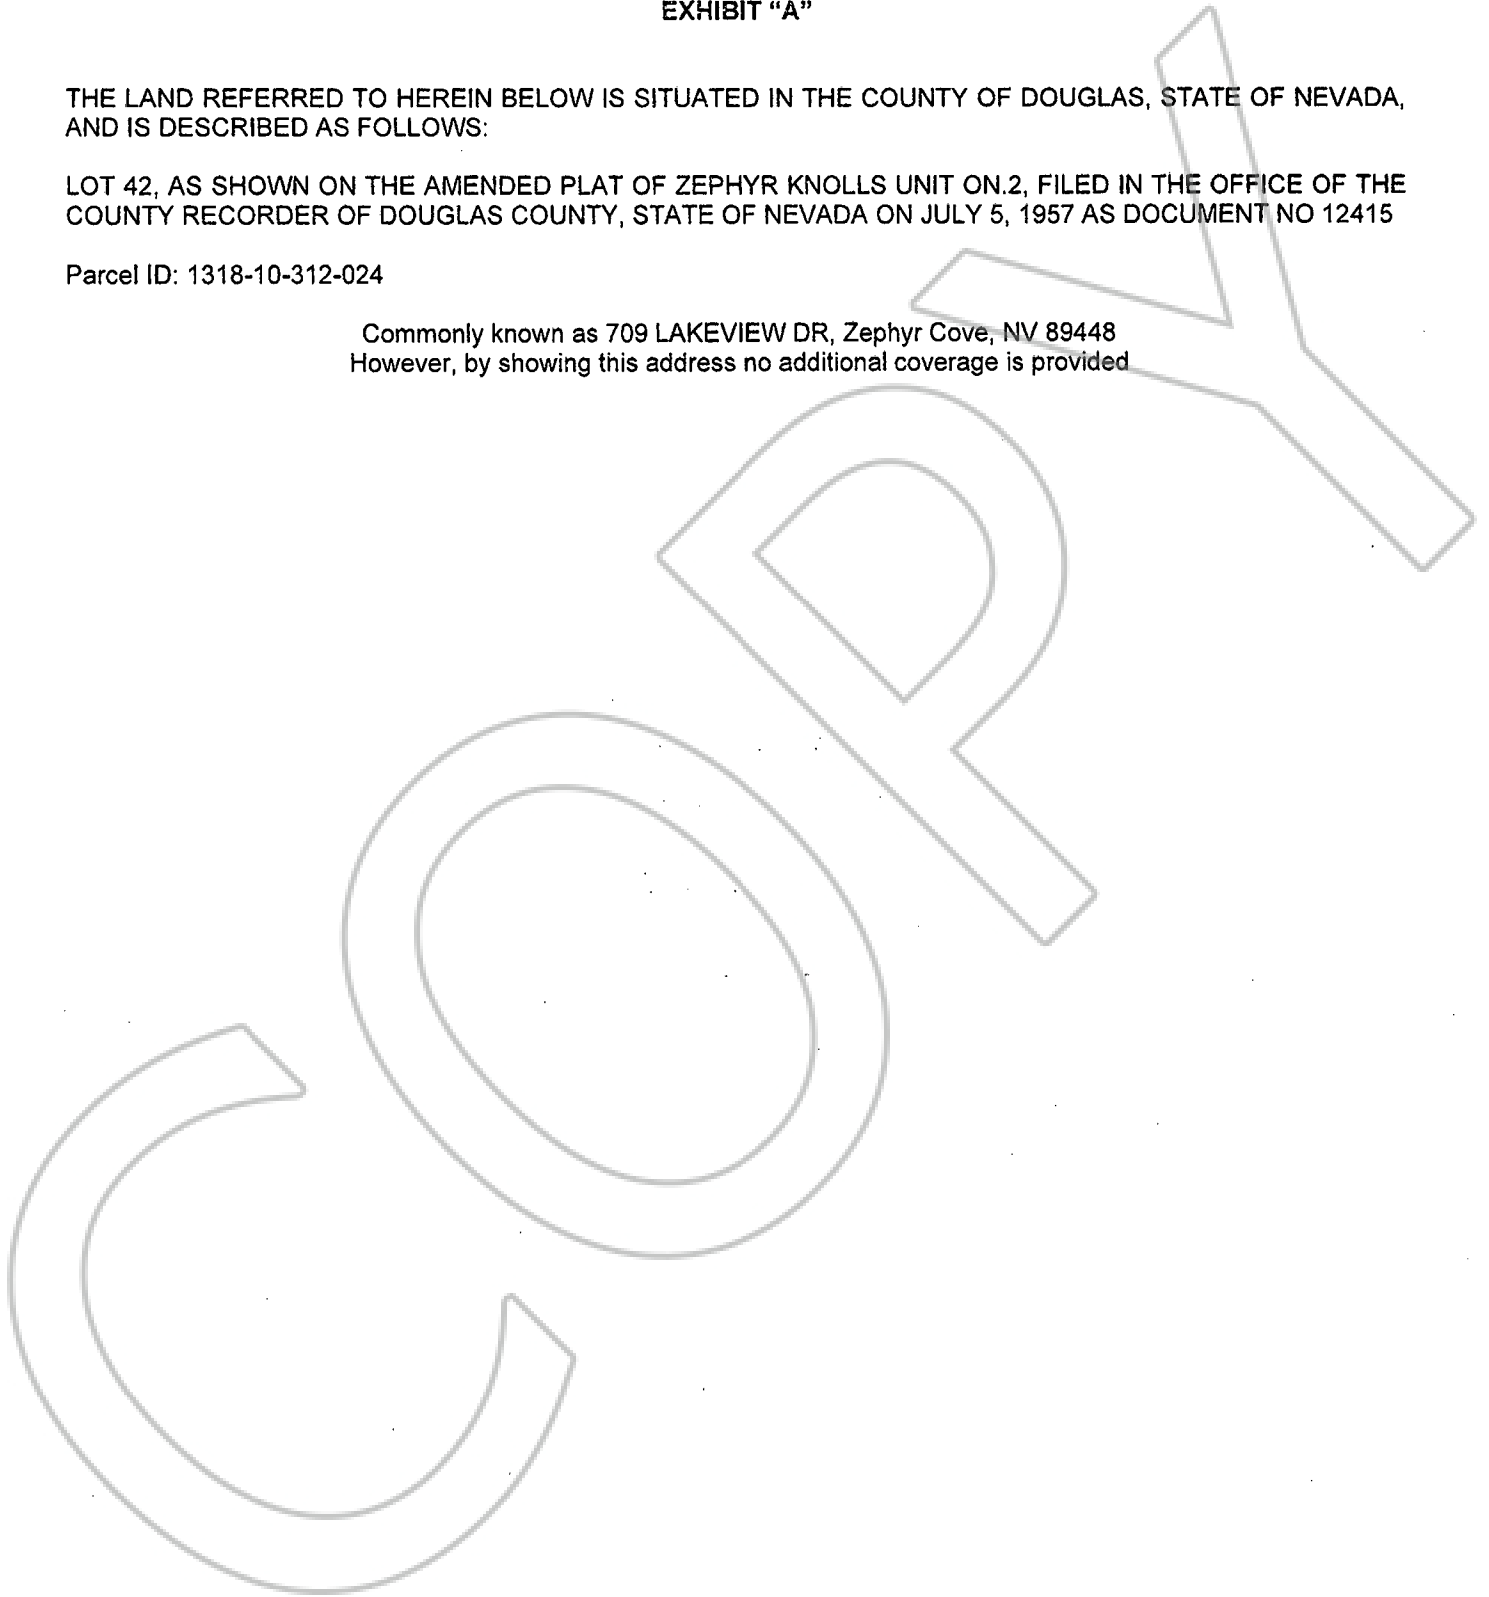 EXHIBIT “A”
THE LAND REFERRED TO HEREIN BELOW IS SITUATED IN THE COUNTY OF DOUGLAS, STATE OF NEVADA,
AND IS DESCRIBED AS FOLLOWS:
LOT 42, AS SHOWN ON THE AMENDED PLAT OF ZEPHYR KNOLLS UNIT ON.2, FILED IN THE OFFICE OF THE
COUNTY RECORDER OF DOUGLAS COUNTY, STATE OF NEVADA ON JULY 5, 1957 AS DOCUMENT NO 12415
Parcel ID: 1318-10-312-024
Commonly known as 709 LAKEVIEW DR, Zephyr Cove, NV 89448
However, by showing this address no additional coverage is provided
COPY